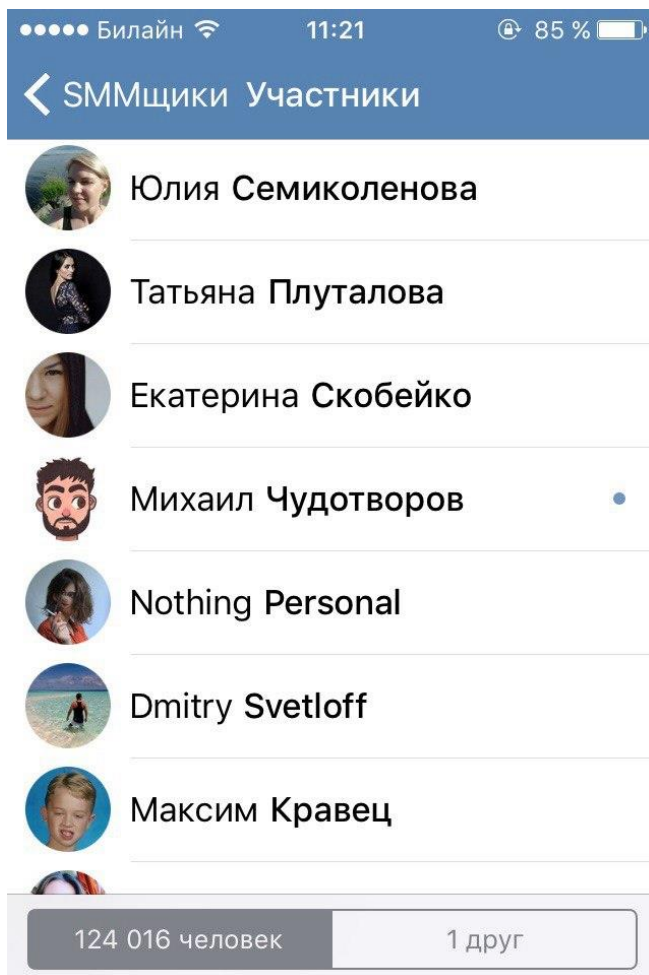 Билайн 11:21 85 %
SMMщики Участники
Юлия Семиколенова
Татьяна Плуталова
Екатерина Скобейко
Михаил Чудотворов
Nothing Personal
Dmitry Svetloff
Максим Кравец
124 016 человек 1 друг